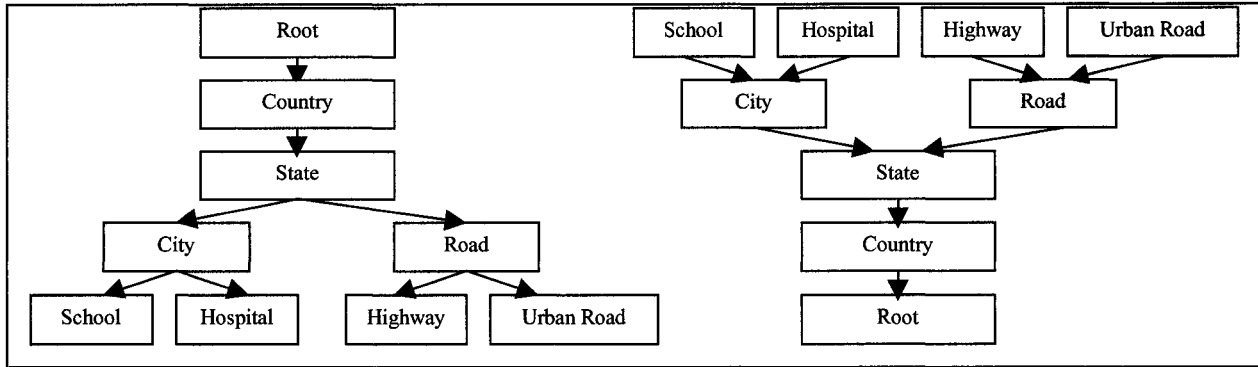 Root
Country
State
City Road
School Hospital Highway Urban Road
School Hospital Highway Urban Road
City Road
State
Country
Root